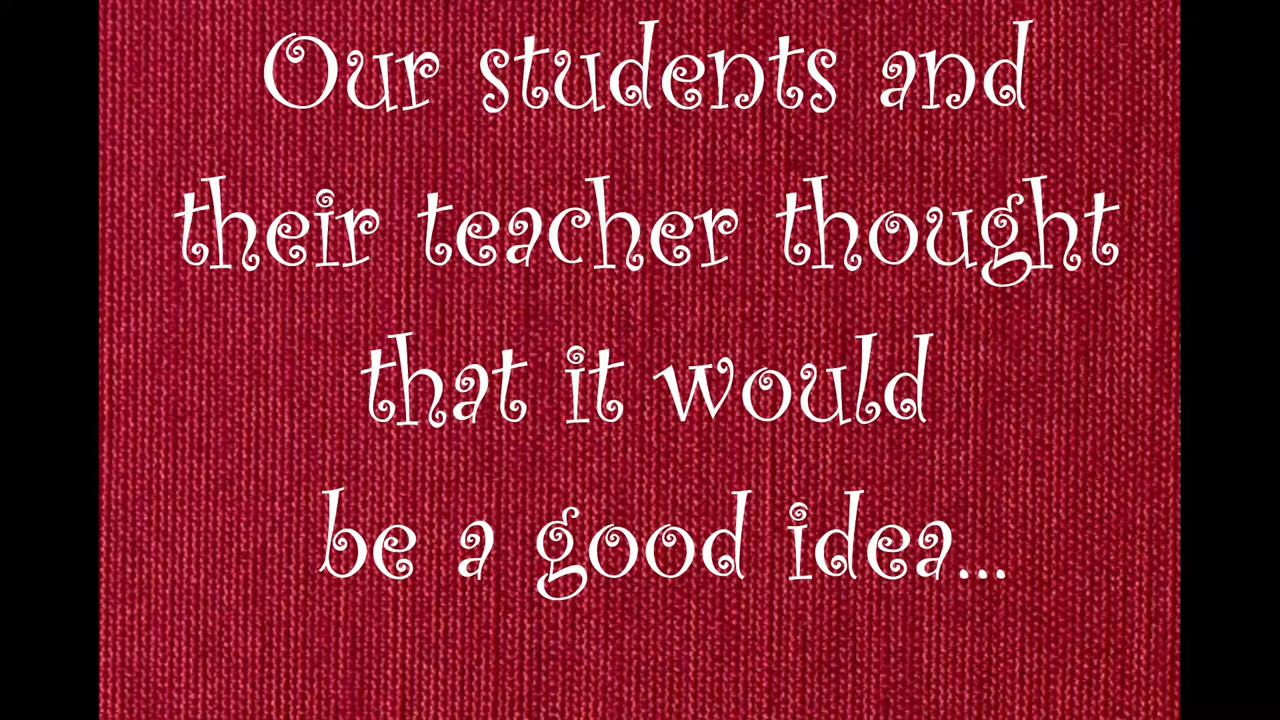 Our students and
their teacher thought
that it would
be a good idea...